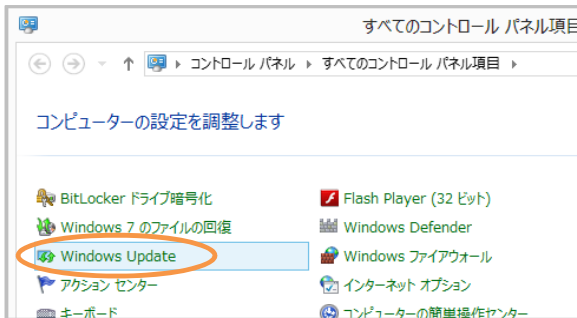 すべてのコントロール パネル項目
コントロール パネル ▸ すべてのコントロール パネル項目 ▸
コンピューターの設定を調整します
BitLocker ドライブ暗号化
Flash Player (32 ビット)
Windows 7 のファイルの回復
Windows Defender
Windows Update
Windows ファイアウォール
アクション センター
インターネット オプション
キーボード
コンピューターの簡単操作センター